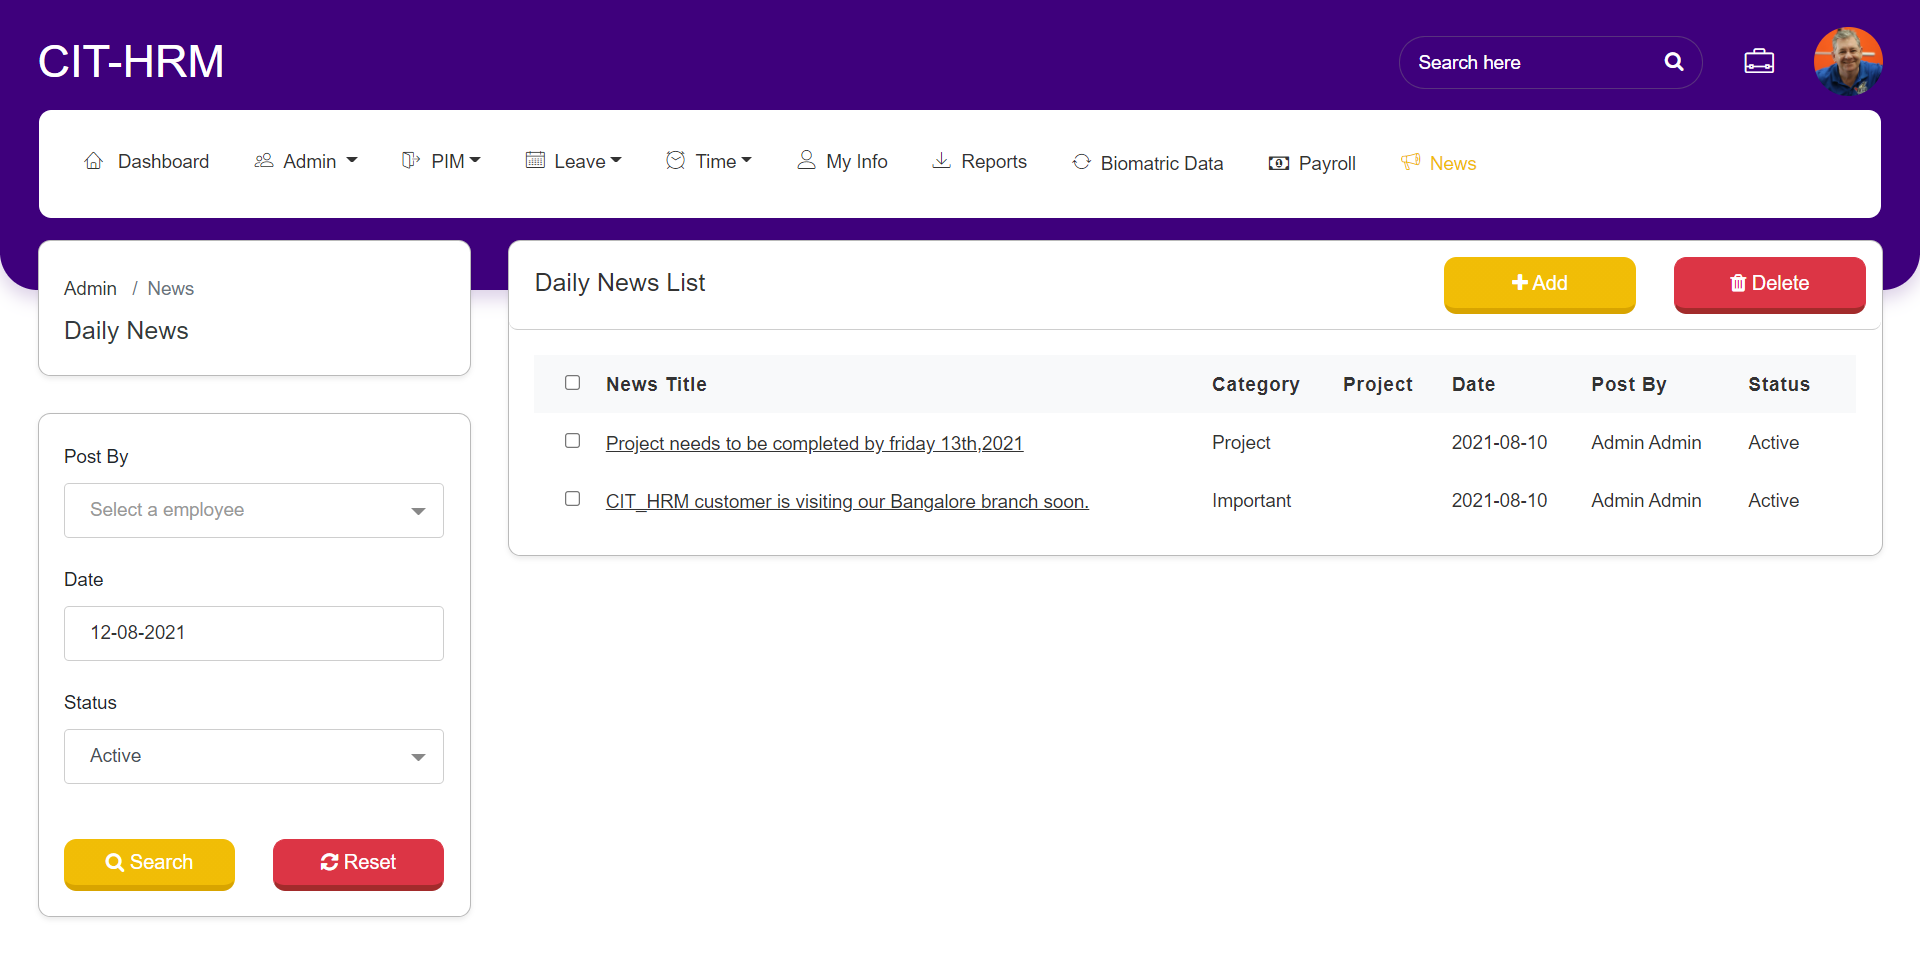 CIT-HRM
Search here
Dashboard
Admin
PIM
Leave
Time
My Info
Reports
Biomatric Data
Payroll
News
Admin / News
Daily News
Post By
Select a employee
Date
12-08-2021
Status
Active
Search
Reset
Daily News List
Add
Delete
News Title Category Project Date Post By Status
Project needs to be completed by friday 13th,2021 Project 2021-08-10 Admin Admin Active
CIT_HRM customer is visiting our Bangalore branch soon. Important 2021-08-10 Admin Admin Active